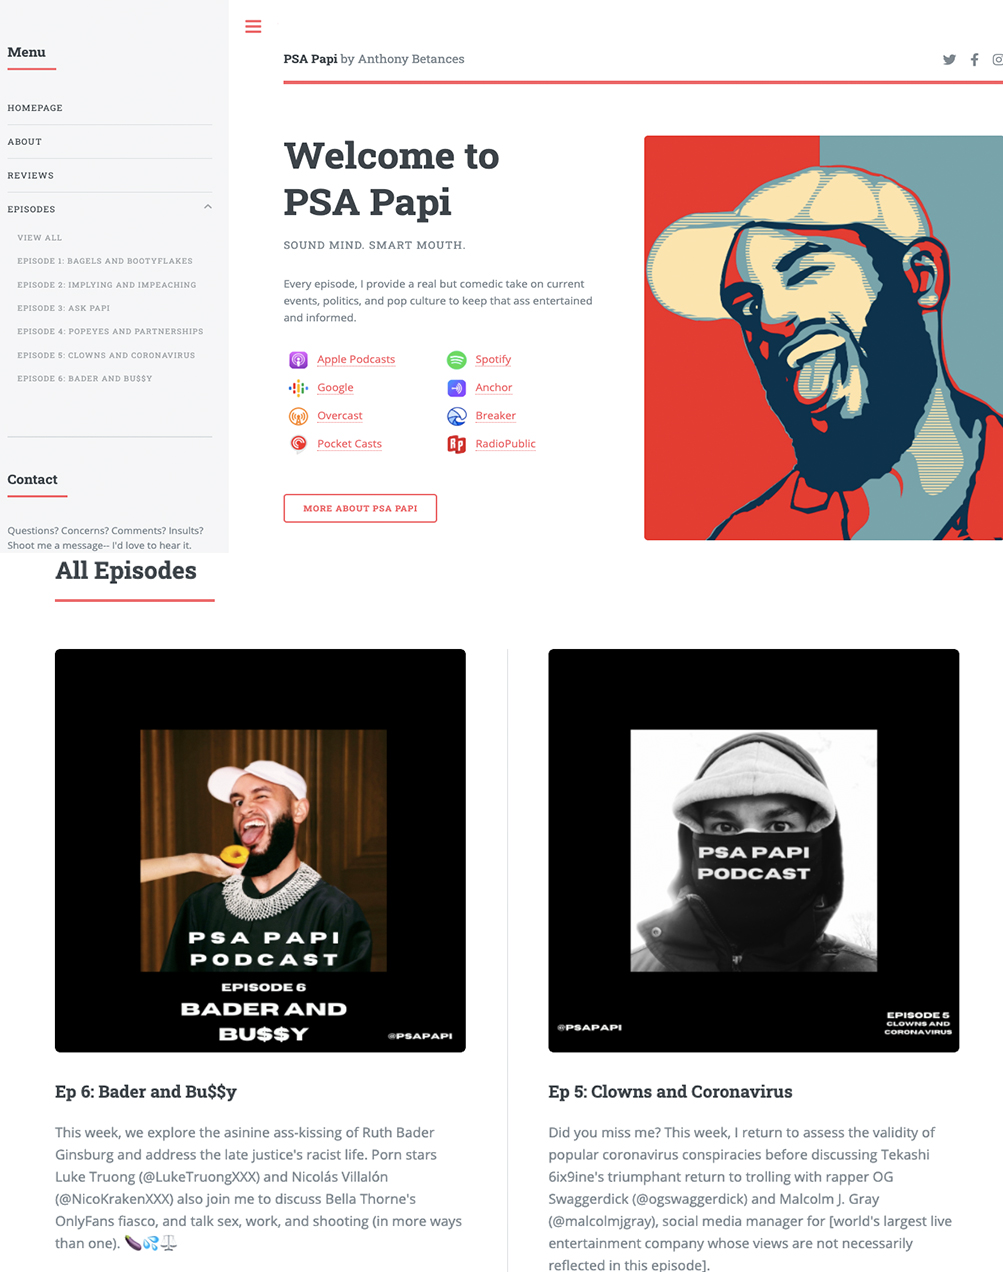 Menu
HOMEPAGE
ABOUT
REVIEWS
EPISODES
VIEW ALL
EPISODE 1: BAGELS AND BOOTYFLAKES
EPISODE 2: IMPLYING AND IMPEACHING
EPISODE 3: ASK PAPI
EPISODE 4: POPEYES AND PARTNERSHIPS
EPISODE 5: CLOWNS AND CORONAVIRUS
EPISODE 6: BADER AND BU$$Y
Contact
Questions? Concerns? Comments? Insults?
Shoot me a message-- I'd love to hear it.
PSA Papi by Anthony Betances
Welcome to
PSA Papi
SOUND MIND. SMART MOUTH.
Every episode, I provide a real but comedic take on current
events, politics, and pop culture to keep that ass entertained
and informed.
Apple Podcasts
Spotify
Google
Anchor
Overcast
Breaker
Pocket Casts
RadioPublic
MORE ABOUT PSA PAPI
All Episodes
PSA PAPI
PODCAST
EPISODE 6
BADER AND
BU$$Y
@PSAPAPI
Ep 6: Bader and Bu$$y
This week, we explore the asinine ass-kissing of Ruth Bader
Ginsburg and address the late justice's racist life. Porn stars
Luke Truong (@LukeTruongXXX) and Nicolás Villalón
(@NicoKrakenXXX) also join me to discuss Bella Thorne's
OnlyFans fiasco, and talk sex, work, and shooting (in more ways
than one). 🍆💦⚖️
PSA PAPI
PODCAST
@PSAPAPI
EPISODE 5
CLOWNS AND
CORONAVIRUS
Ep 5: Clowns and Coronavirus
Did you miss me? This week, I return to assess the validity of
popular coronavirus conspiracies before discussing Tekashi
6ix9ine's triumphant return to trolling with rapper OG
Swaggerdick (@ogswaggerdick) and Malcolm J. Gray
(@malcolmjgray), social media manager for [world's largest live
entertainment company whose views are not necessarily
reflected in this episode].